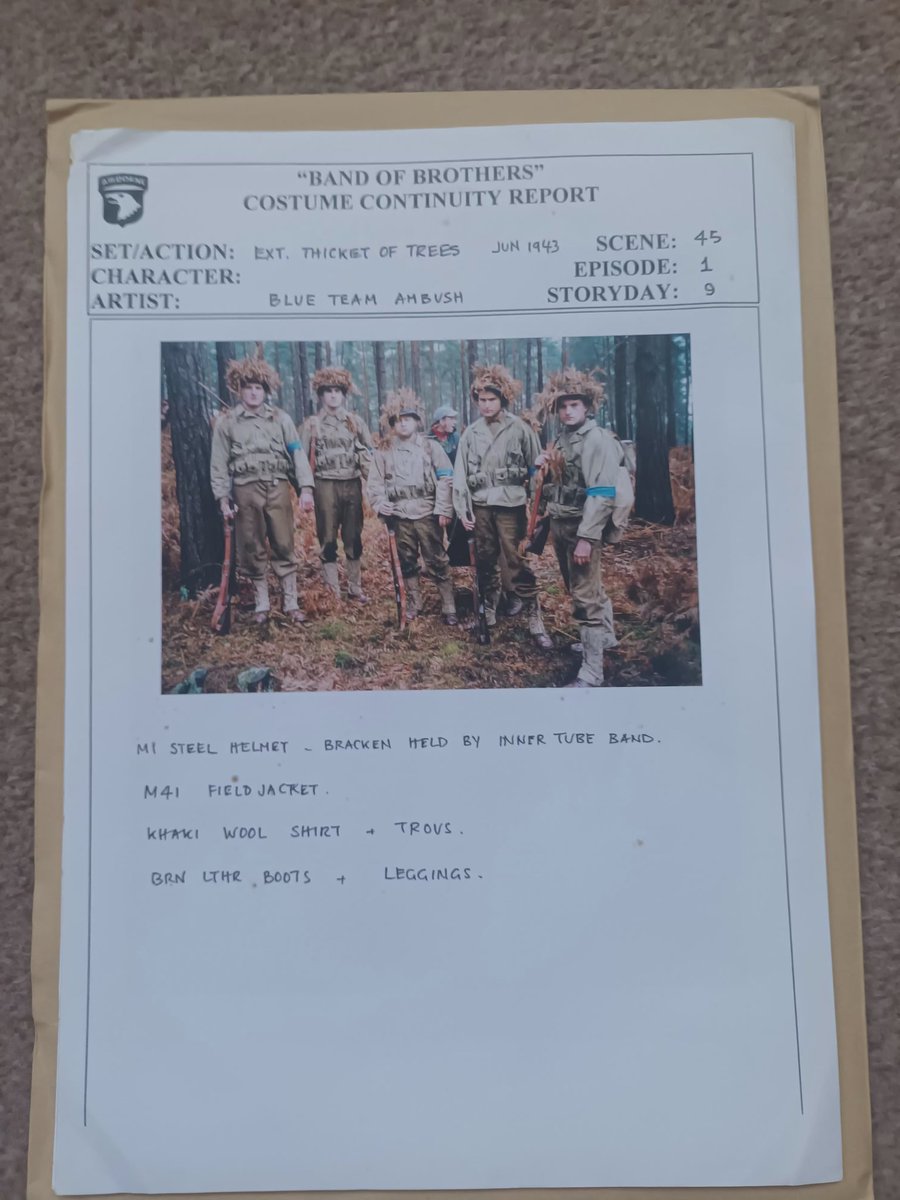 AIRBORNE
"BAND OF BROTHERS"
COSTUME CONTINUITY REPORT
SET/ACTION: EXT. THICKET OF TREES JUN 1943 SCENE: 45
CHARACTER: EPISODE: 1
ARTIST: BLUE TEAM AMBUSH STORYDAY: 9
M1 STEEL HELMET - BRACKEN HELD BY INNER TUBE BAND.
M41 FIELD JACKET.
KHAKI WOOL SHIRT + TROUS.
BRN LTHR BOOTS + LEGGINGS.